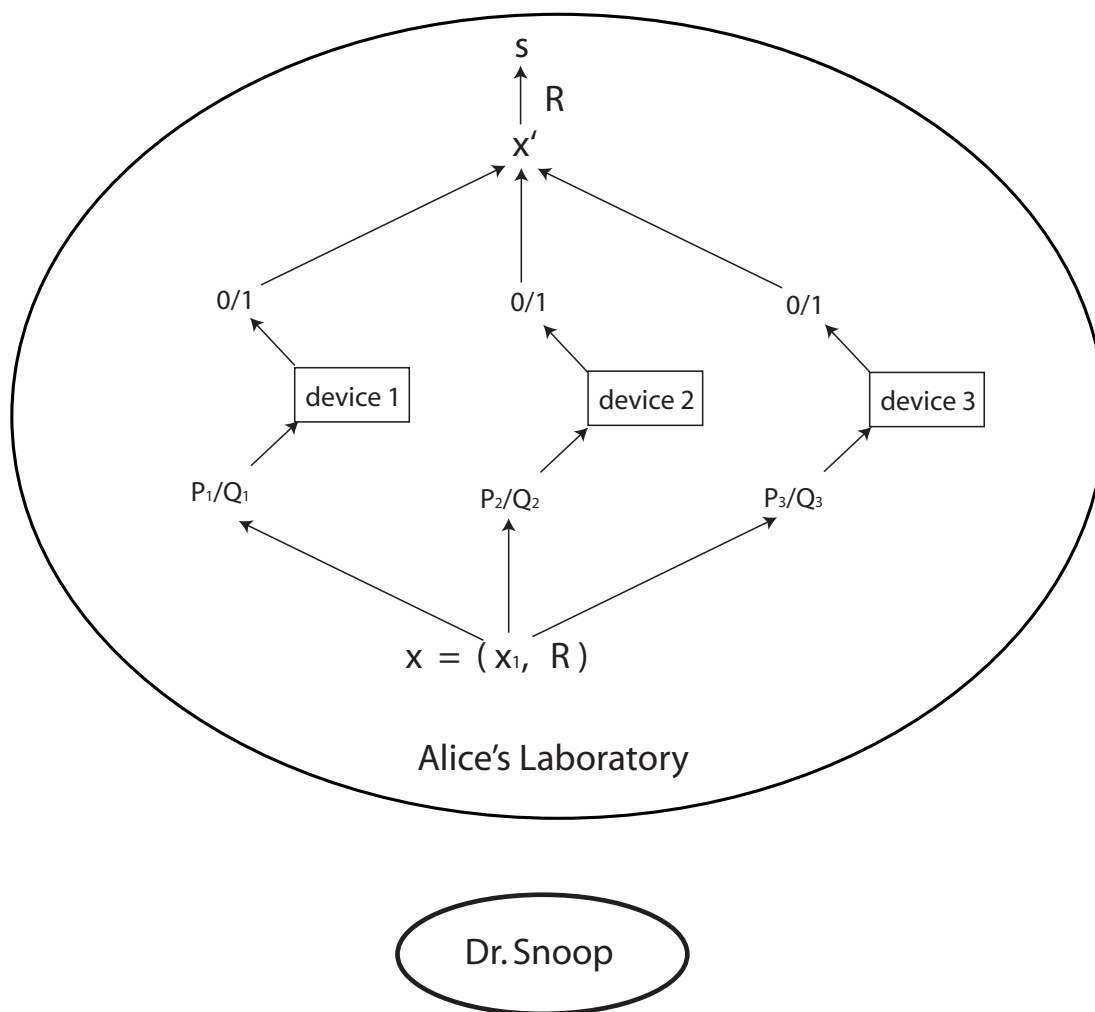 s
R
x‘
0/1 0/1 0/1
device 1 device 2 device 3
P₁/Q₁ P₂/Q₂ P₃/Q₃
x = ( x₁, R )
Alice’s Laboratory
Dr. Snoop